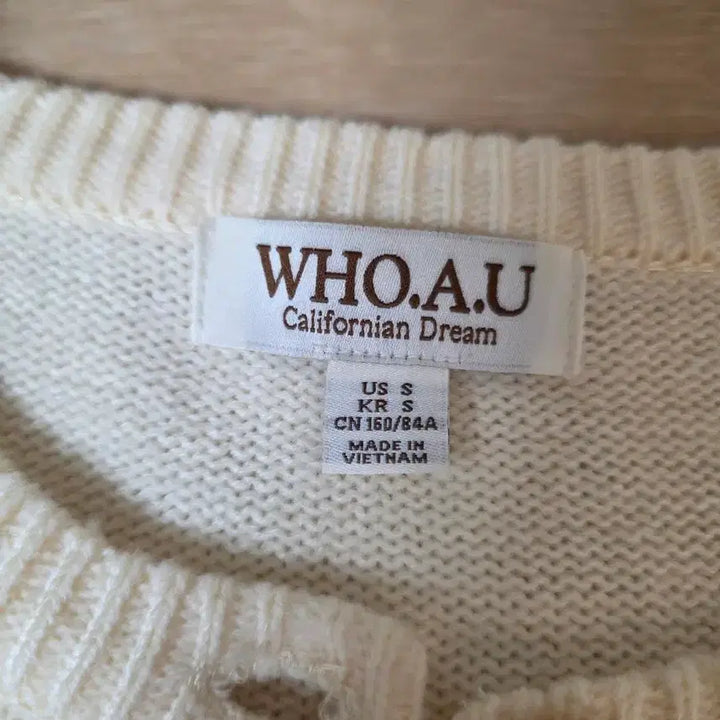 WHO.A.U
Californian Dream
US S
KR S
CN 160/84A
MADE IN
VIETNAM